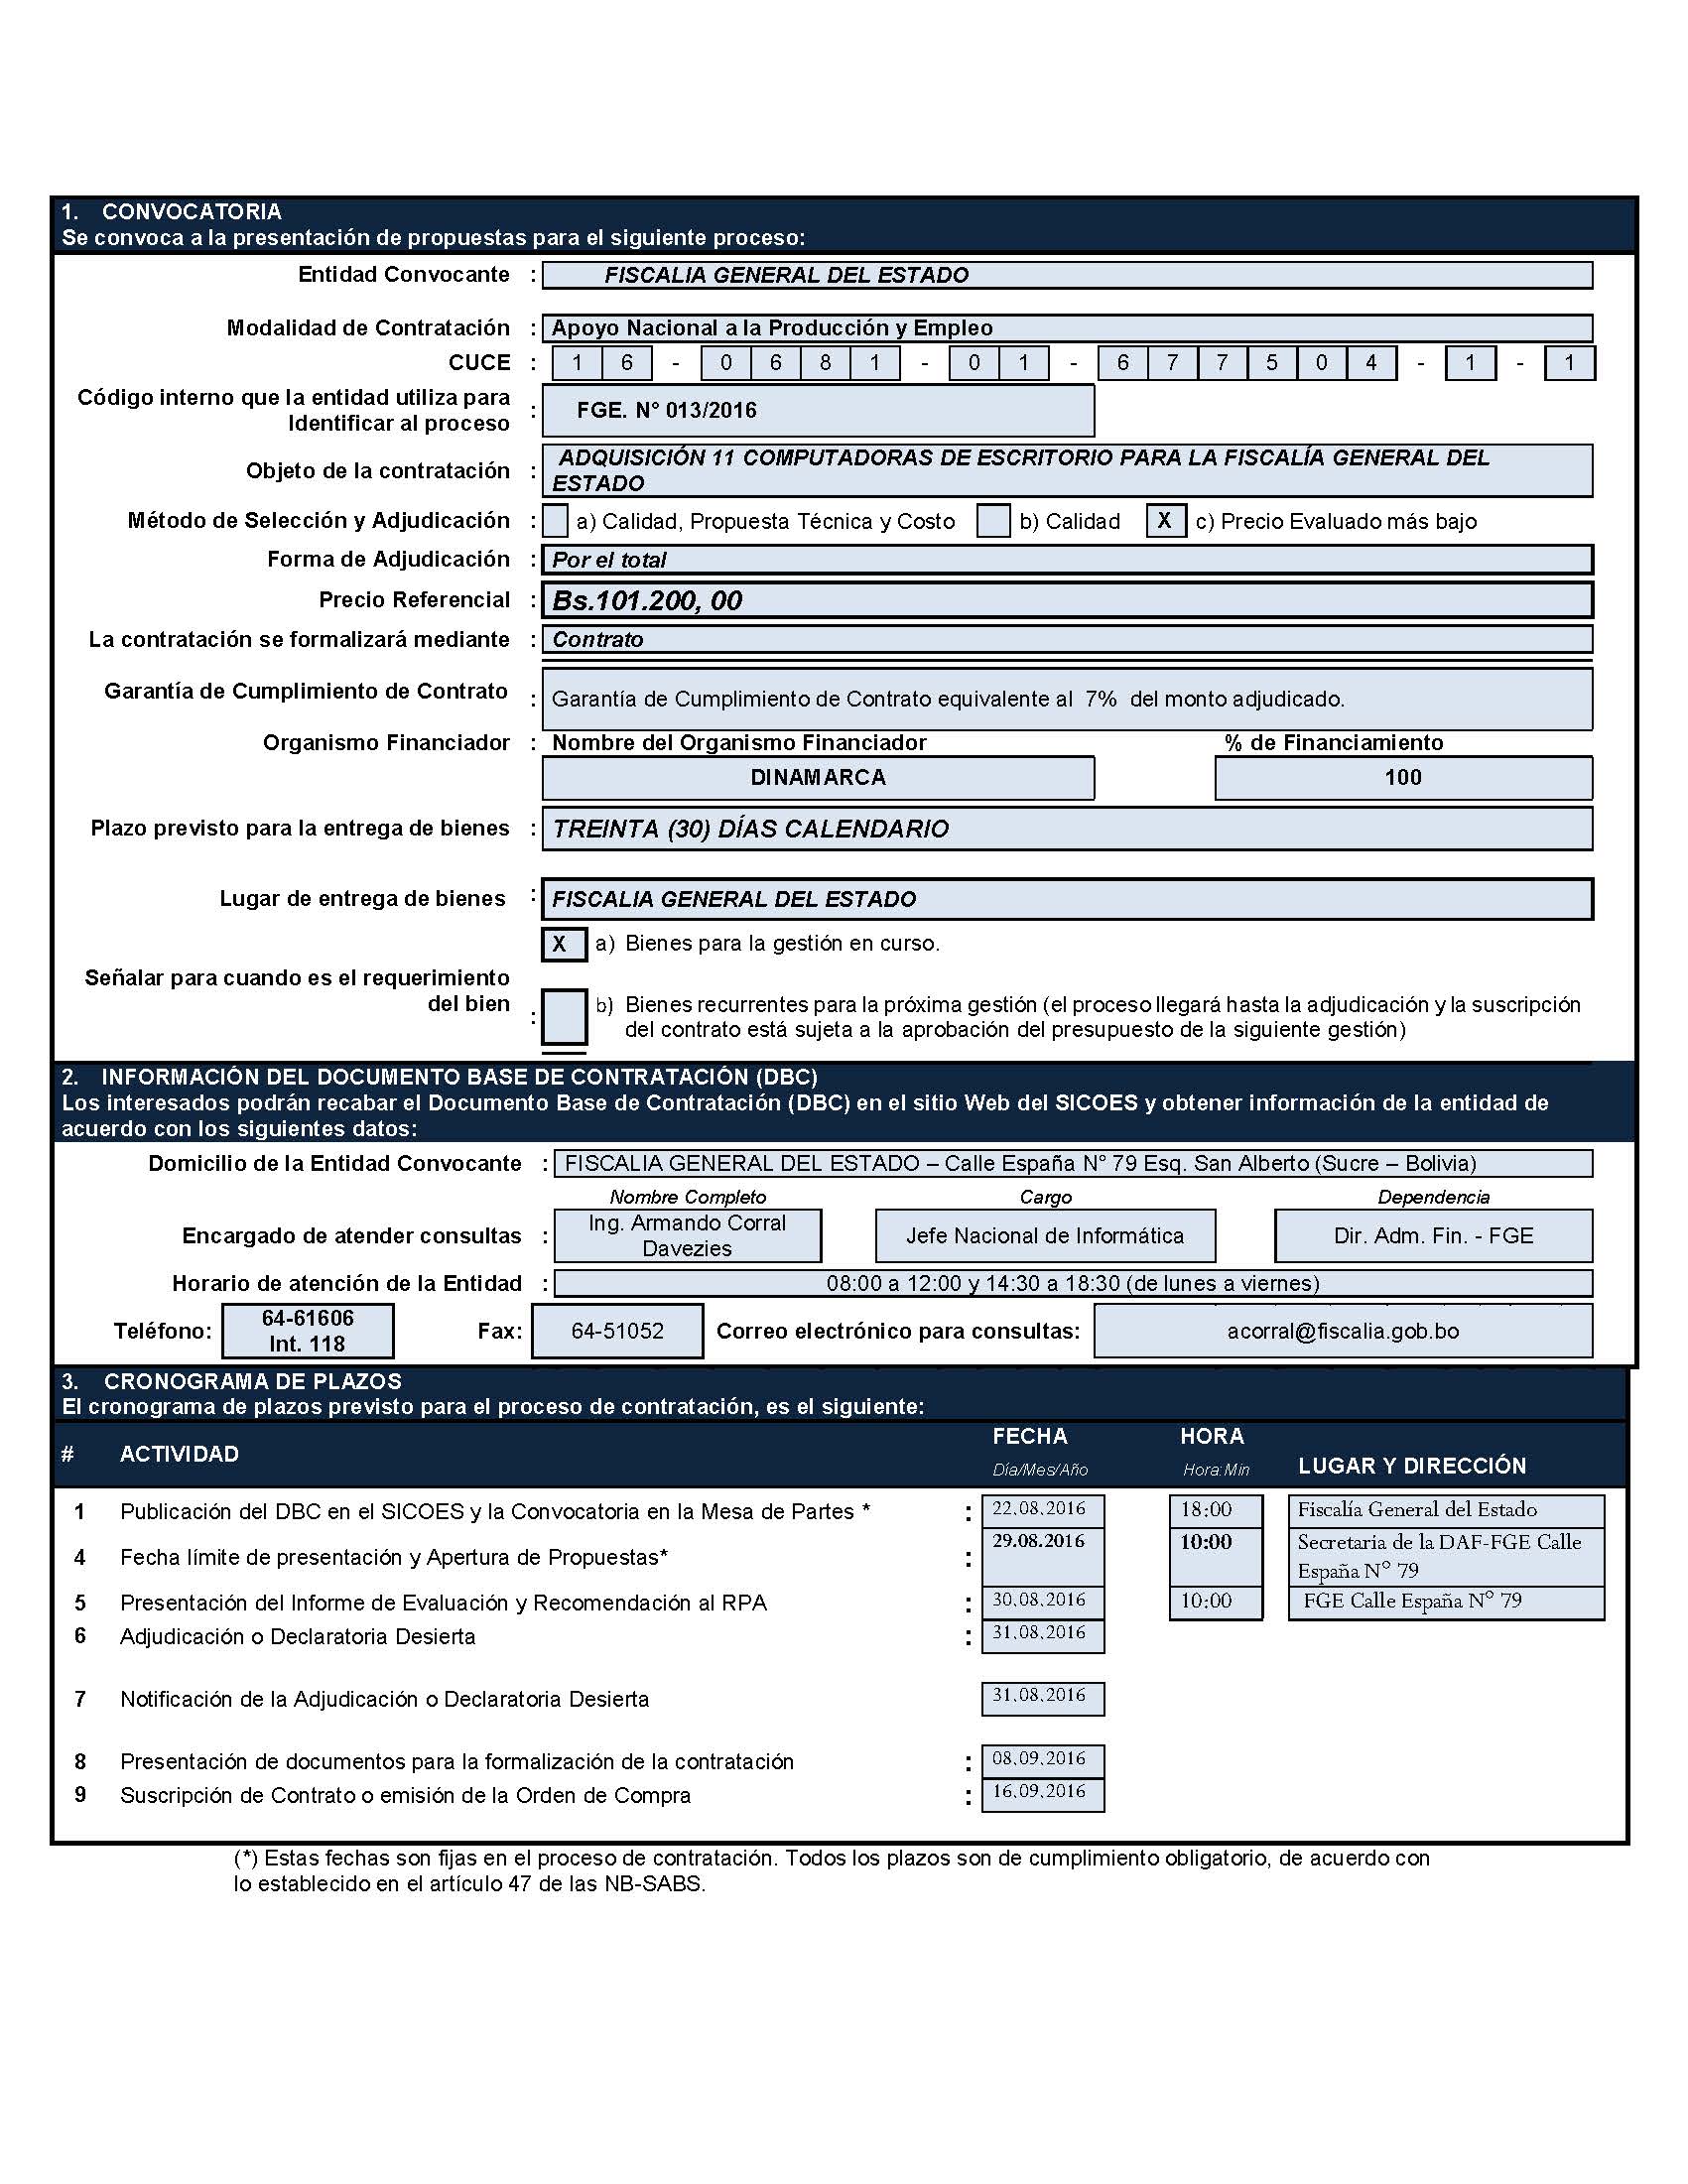 1. CONVOCATORIA
Se convoca a la presentación de propuestas para el siguiente proceso:
Entidad Convocante : FISCALIA GENERAL DEL ESTADO
Modalidad de Contratación : Apoyo Nacional a la Producción y Empleo
CUCE : 1 6 - 0 6 8 1 - 0 1 - 6 7 7 5 0 4 - 1 - 1
Código interno que la entidad utiliza para
Identificar al proceso : FGE. N° 013/2016
Objeto de la contratación : ADQUISICIÓN 11 COMPUTADORAS DE ESCRITORIO PARA LA FISCALÍA GENERAL DEL
ESTADO
Método de Selección y Adjudicación : a) Calidad, Propuesta Técnica y Costo b) Calidad X c) Precio Evaluado más bajo
Forma de Adjudicación : Por el total
Precio Referencial : Bs.101.200, 00
La contratación se formalizará mediante : Contrato
Garantía de Cumplimiento de Contrato : Garantía de Cumplimiento de Contrato equivalente al 7% del monto adjudicado.
Organismo Financiador : Nombre del Organismo Financiador % de Financiamiento
DINAMARCA 100
Plazo previsto para la entrega de bienes : TREINTA (30) DÍAS CALENDARIO
Lugar de entrega de bienes : FISCALIA GENERAL DEL ESTADO
X a) Bienes para la gestión en curso.
Señalar para cuando es el requerimiento
del bien : b) Bienes recurrentes para la próxima gestión (el proceso llegará hasta la adjudicación y la suscripción
del contrato está sujeta a la aprobación del presupuesto de la siguiente gestión)
2. INFORMACIÓN DEL DOCUMENTO BASE DE CONTRATACIÓN (DBC)
Los interesados podrán recabar el Documento Base de Contratación (DBC) en el sitio Web del SICOES y obtener información de la entidad de
acuerdo con los siguientes datos:
Domicilio de la Entidad Convocante : FISCALIA GENERAL DEL ESTADO – Calle España N° 79 Esq. San Alberto (Sucre – Bolivia)
Nombre Completo Cargo Dependencia
Encargado de atender consultas : Ing. Armando Corral
Davezies Jefe Nacional de Informática Dir. Adm. Fin. - FGE
Horario de atención de la Entidad : 08:00 a 12:00 y 14:30 a 18:30 (de lunes a viernes)
Teléfono: 64-61606
Int. 118 Fax: 64-51052 Correo electrónico para consultas: acorral@fiscalia.gob.bo
3. CRONOGRAMA DE PLAZOS
El cronograma de plazos previsto para el proceso de contratación, es el siguiente:
# ACTIVIDAD FECHA HORA LUGAR Y DIRECCIÓN
Día/Mes/Año Hora:Min
1 Publicación del DBC en el SICOES y la Convocatoria en la Mesa de Partes * : 22.08.2016 18:00 Fiscalía General del Estado
4 Fecha límite de presentación y Apertura de Propuestas* : 29.08.2016 10:00 Secretaria de la DAF-FGE Calle
España N° 79
5 Presentación del Informe de Evaluación y Recomendación al RPA : 30.08.2016 10:00 FGE Calle España N° 79
6 Adjudicación o Declaratoria Desierta : 31.08.2016
7 Notificación de la Adjudicación o Declaratoria Desierta 31.08.2016
8 Presentación de documentos para la formalización de la contratación : 08.09.2016
9 Suscripción de Contrato o emisión de la Orden de Compra : 16.09.2016
(*) Estas fechas son fijas en el proceso de contratación. Todos los plazos son de cumplimiento obligatorio, de acuerdo con
lo establecido en el artículo 47 de las NB-SABS.